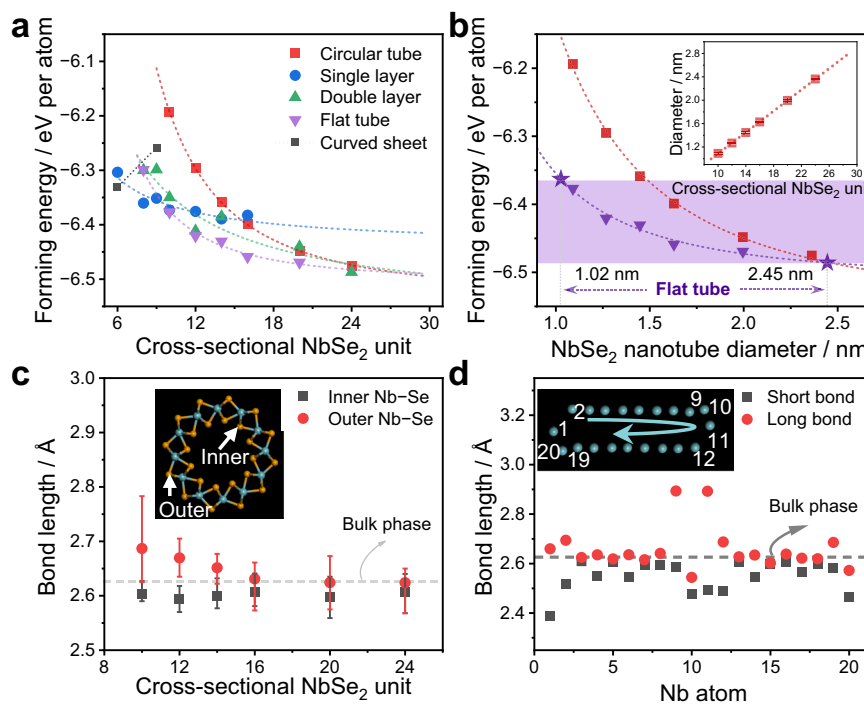 a
−6.1
−6.2
−6.3
−6.4
−6.5
Forming energy / eV per atom
Circular tube
Single layer
Double layer
Flat tube
Curved sheet
6 12 18 24 30
Cross-sectional NbSe2 unit
b
−6.2
−6.3
−6.4
−6.5
Forming energy / eV per atom
2.8
2.4
1.8
1.2
Diameter / nm
10 12 14 16 18 20 22 24 26 28
Cross-sectional NbSe2 unit
1.02 nm
2.45 nm
Flat tube
1.0 1.5 2.0 2.5
NbSe2 nanotube diameter / nm
c
3.0
2.9
2.8
2.7
2.6
2.5
Bond length / Å
Inner Nb−Se
Outer Nb−Se
Inner
Outer
Bulk phase
10 12 14 16 18 20 22 24
Cross-sectional NbSe2 unit
d
3.2
3.0
2.8
2.6
2.4
Bond length / Å
Short bond
Long bond
2
9
10
1
11
20
19
12
Bulk phase
0 5 10 15 20
Nb atom